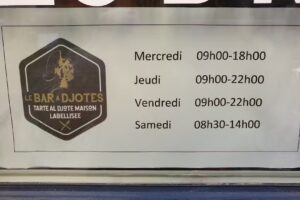 LE BAR À DJOTES
TARTE AL DJOTE MAISON
LABELLISÉE
Mercredi 09h00-18h00
Jeudi 09h00-22h00
Vendredi 09h00-22h00
Samedi 08h30-14h00